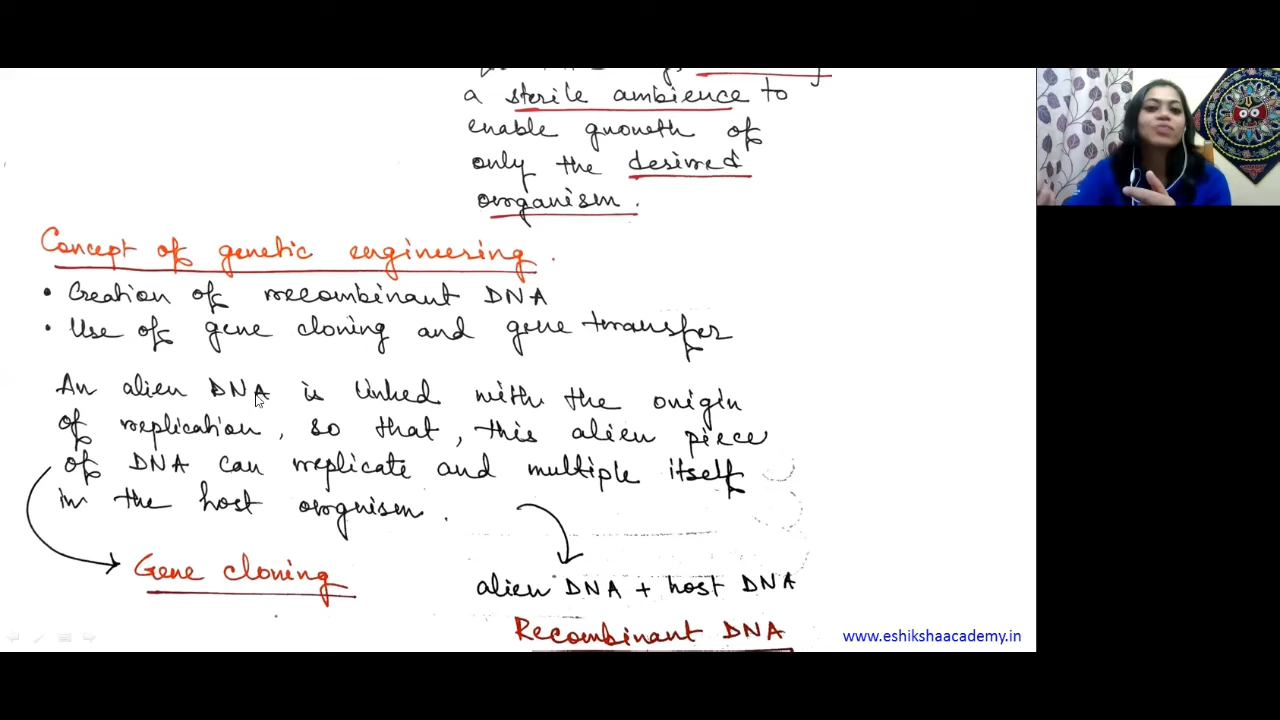 a sterile ambience to
enable growth of
only the desired
organism.
Concept of genetic engineering.
• Creation of recombinant DNA
• Use of gene cloning and gene transfer
An alien DNA is linked with the origin
of replication, so that, this alien piece
of DNA can replicate and multiple itself
in the host orgnism.
Gene cloning
alien DNA + host DNA
Recombinant DNA
www.eshikshaacademy.in